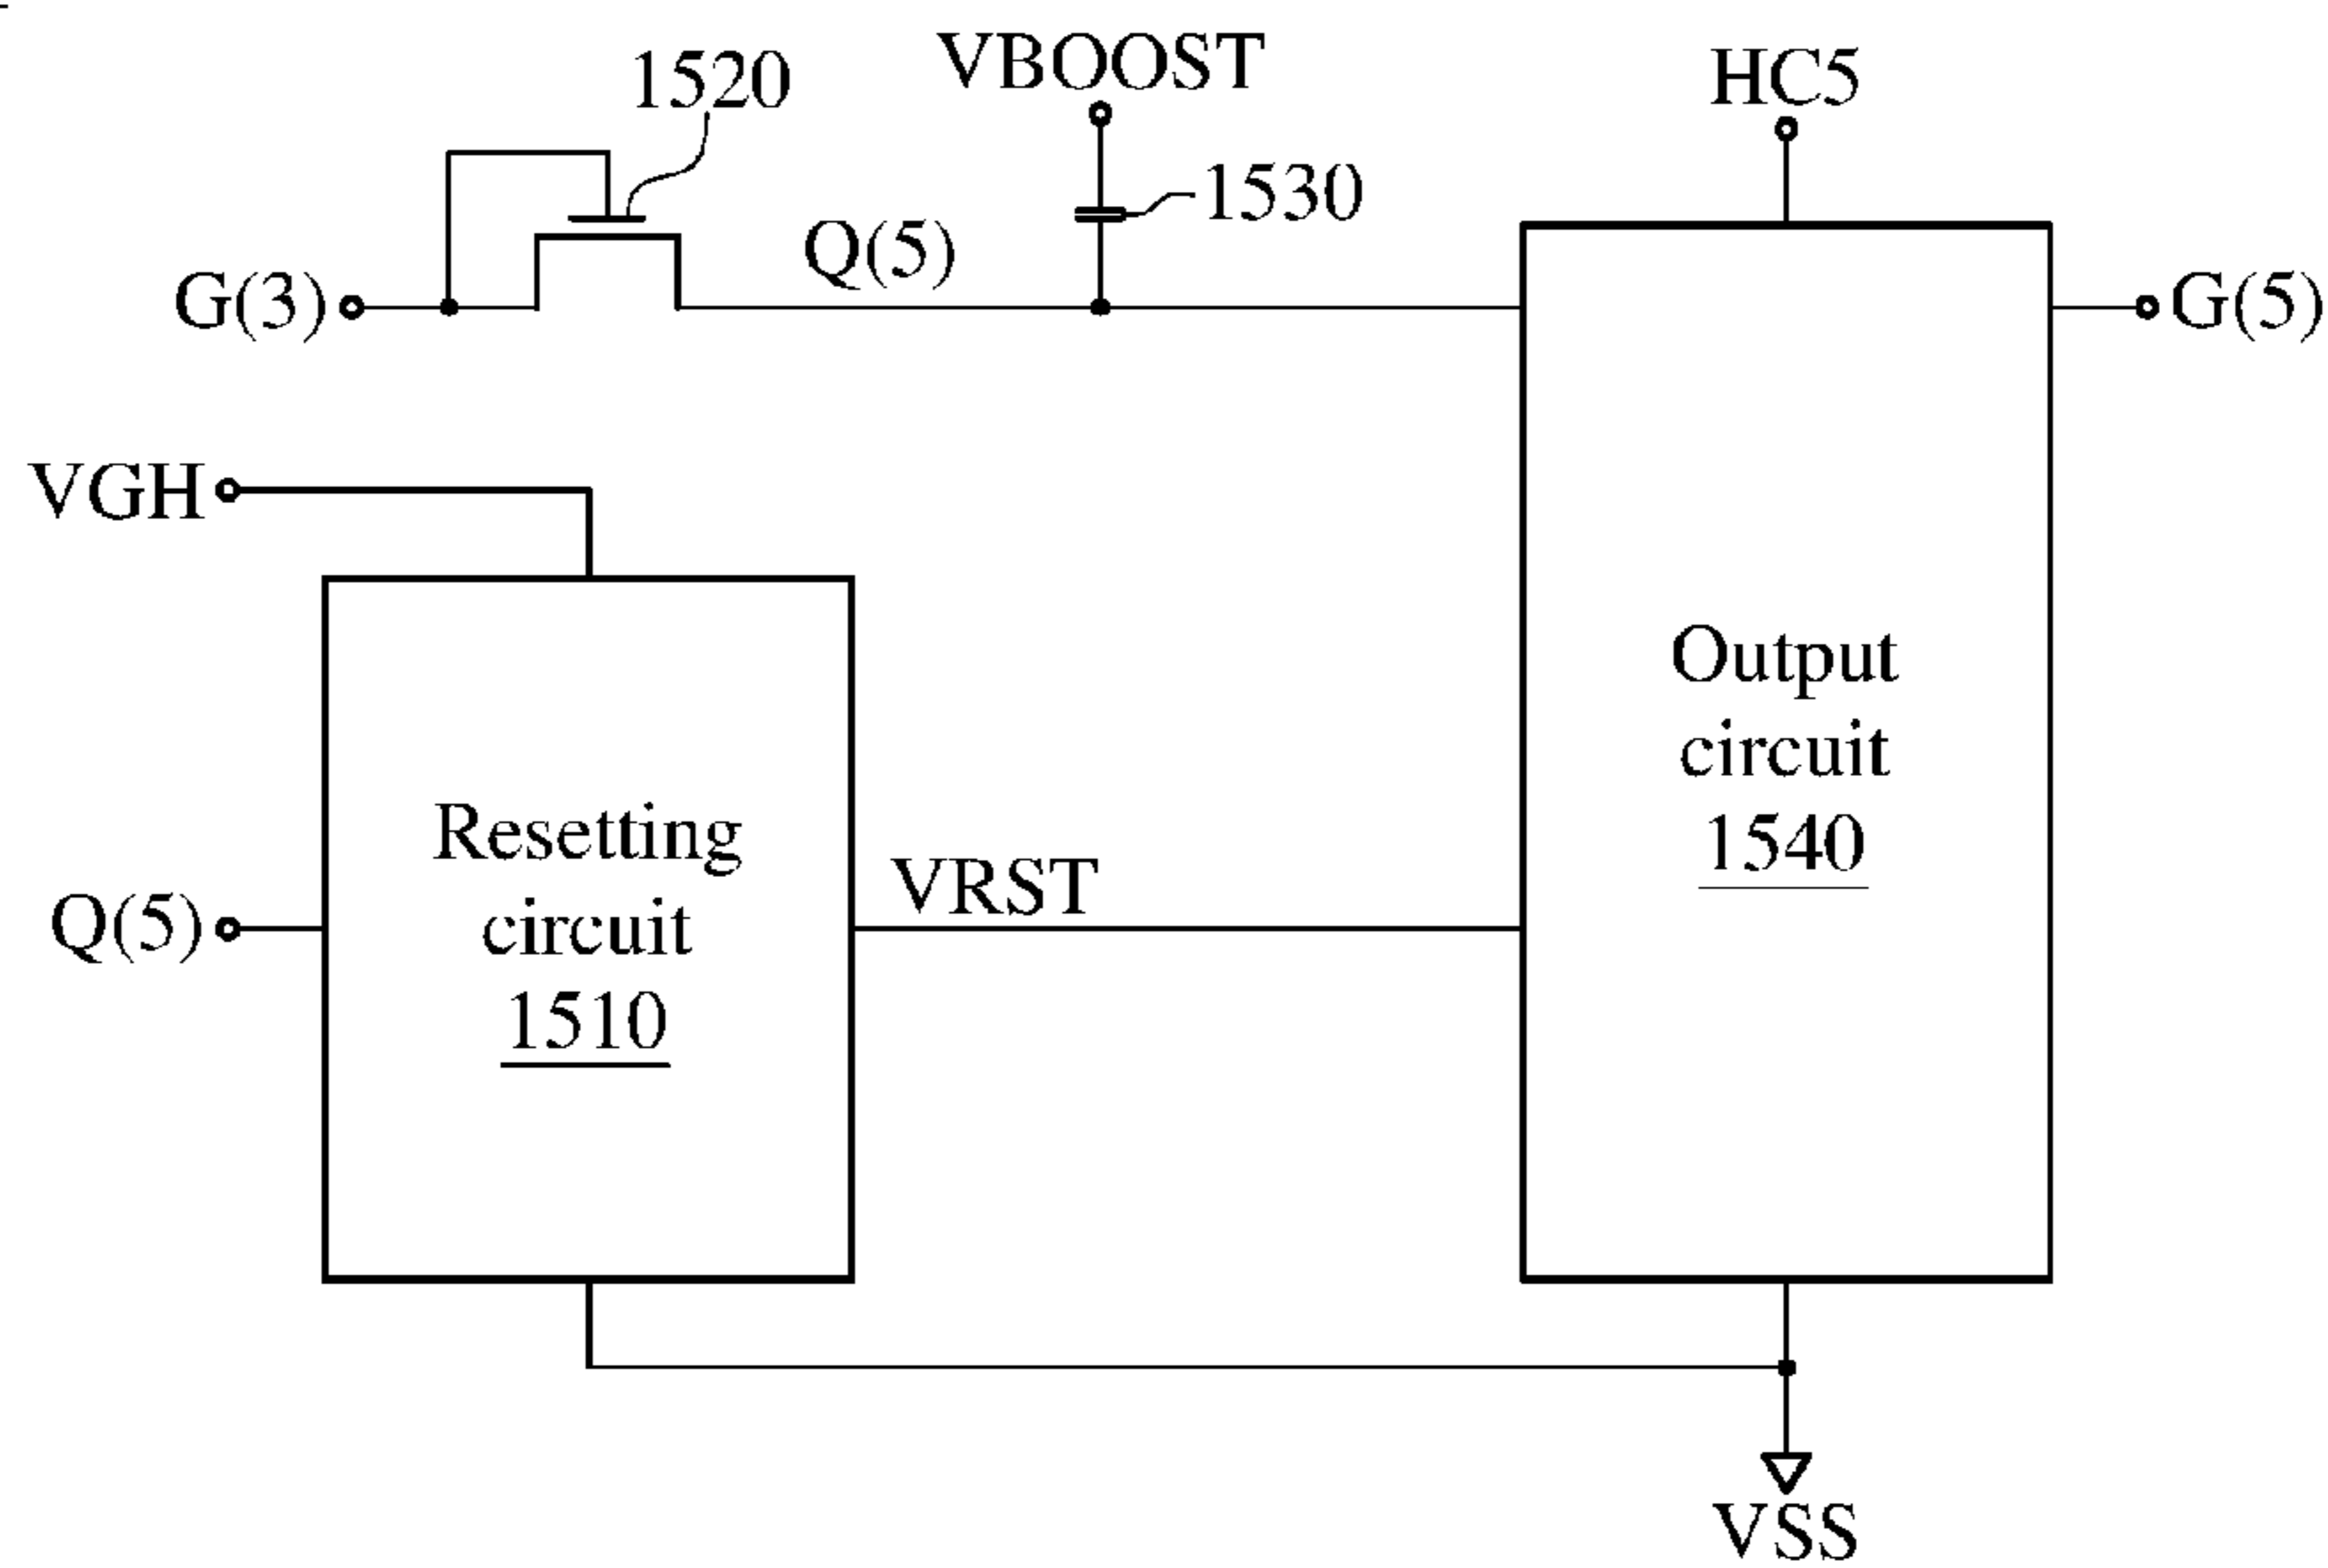 1520
VBOOST
HC5
1530
Q(5)
G(3)
G(5)
VGH
Output
circuit
1540
Resetting
circuit
1510
VRST
Q(5)
VSS